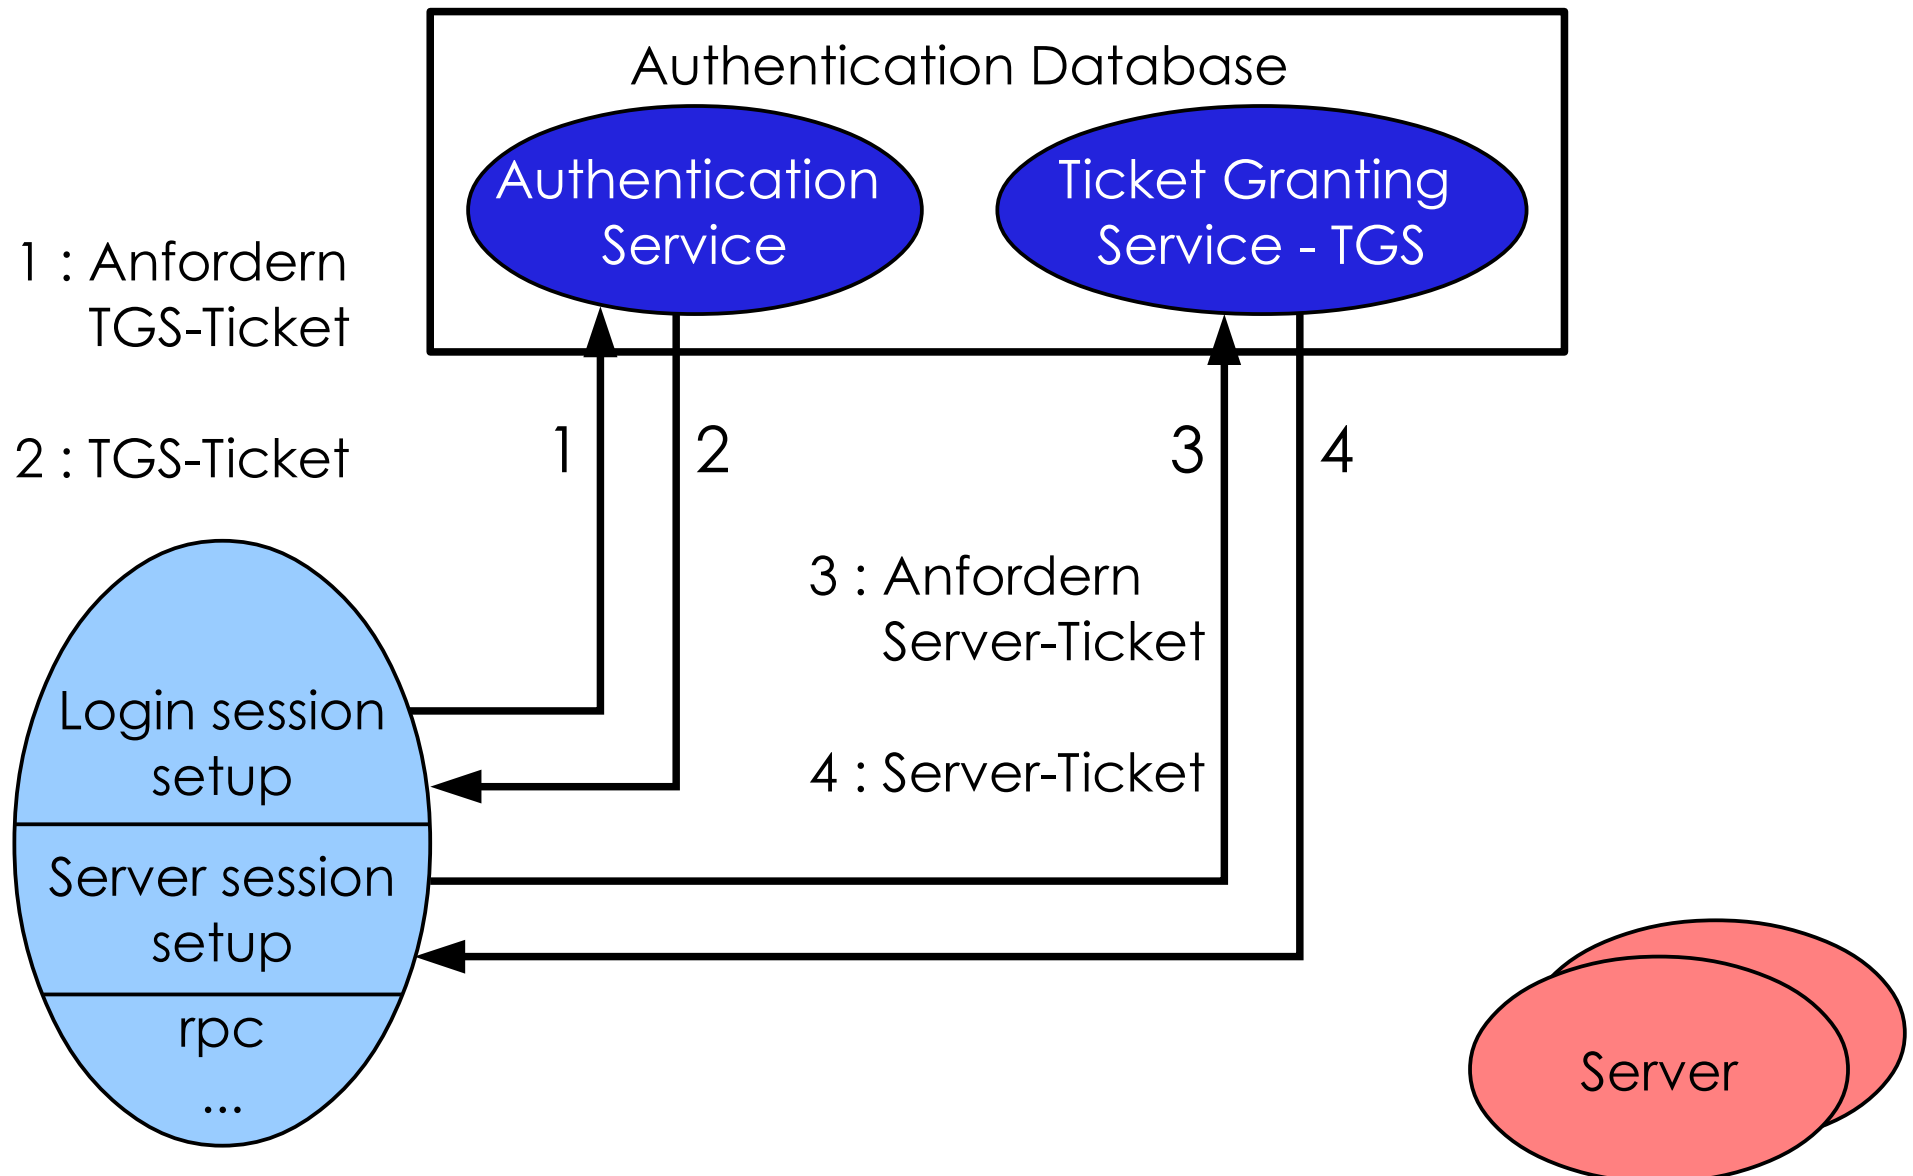 Authentication Database
Authentication
Service
Ticket Granting
Service - TGS
1 : Anfordern
TGS-Ticket
2 : TGS-Ticket
1
2
3
4
3 : Anfordern
Server-Ticket
4 : Server-Ticket
Login session
setup
Server session
setup
rpc
...
Server